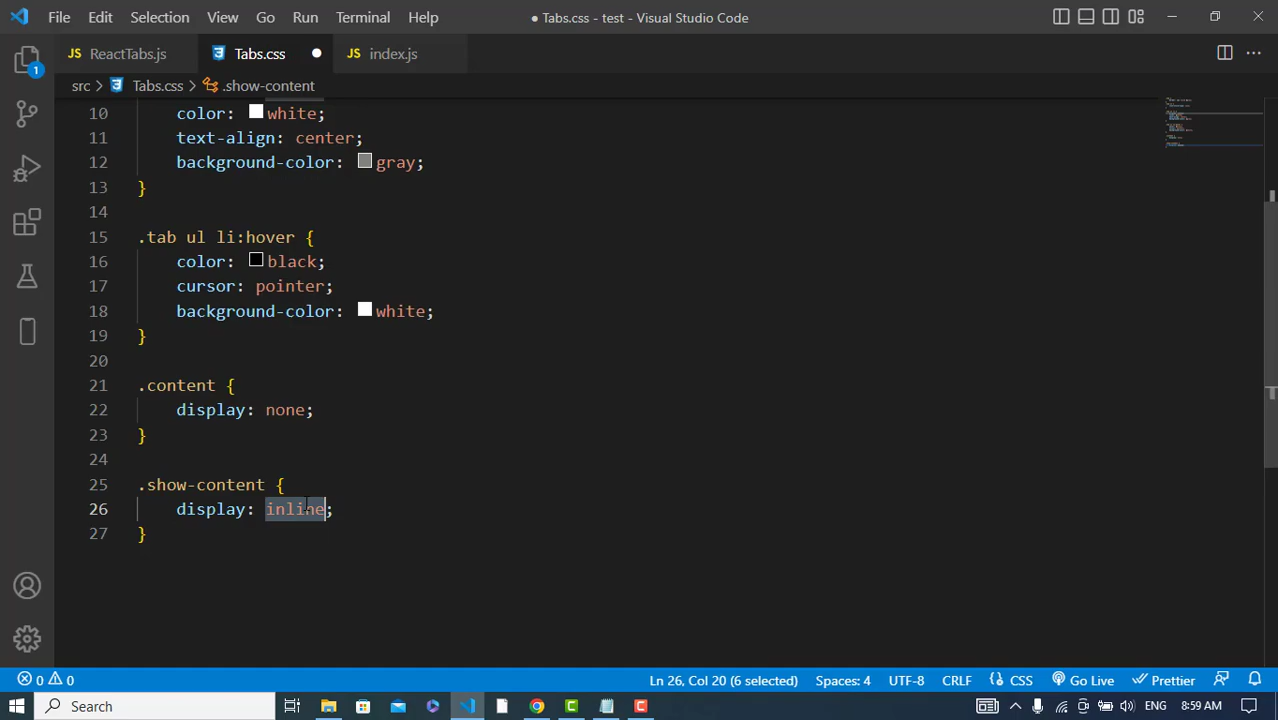 File Edit Selection View Go Run Terminal Help ● Tabs.css - test - Visual Studio Code
JS ReactTabs.js Tabs.css JS index.js
src > Tabs.css > .show-content
1
10 color: white;
11 text-align: center;
12 background-color: gray;
13 }
14
15 .tab ul li:hover {
16 color: black;
17 cursor: pointer;
18 background-color: white;
19 }
20
21 .content {
22 display: none;
23 }
24
25 .show-content {
26 display: inline;
27 }
0 0 Ln 26, Col 20 (6 selected) Spaces: 4 UTF-8 CRLF CSS Go Live Prettier
Search ENG 8:59 AM